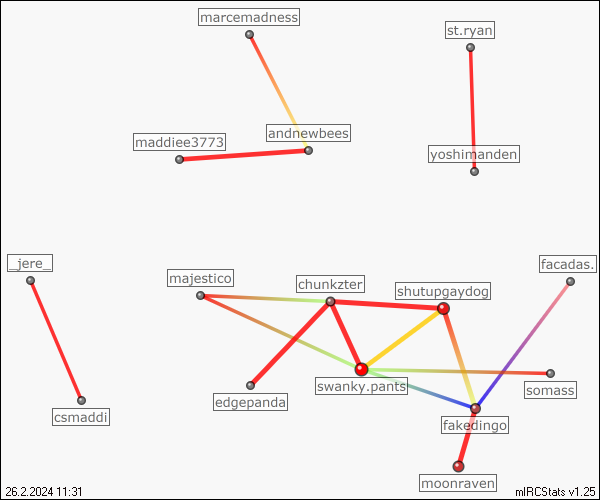 marcemadness
st.ryan
andnewbees
maddiee3773
yoshimanden
_jere_
facadas.
majestico
chunkzter
shutupgaydog
swanky.pants
somass
edgepanda
csmaddi
fakedingo
moonraven
26.2.2024 11:31
mIRCStats v1.25